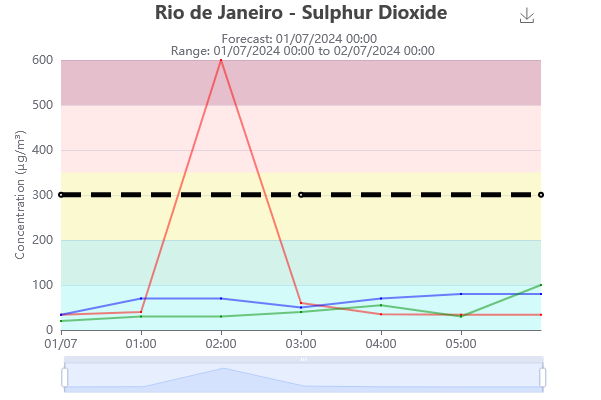 Rio de Janeiro - Sulphur Dioxide
Forecast: 01/07/2024 00:00
Range: 01/07/2024 00:00 to 02/07/2024 00:00
Concentration (µg/m³)
600
500
400
300
200
100
0
01/07 01:00 02:00 03:00 04:00 05:00